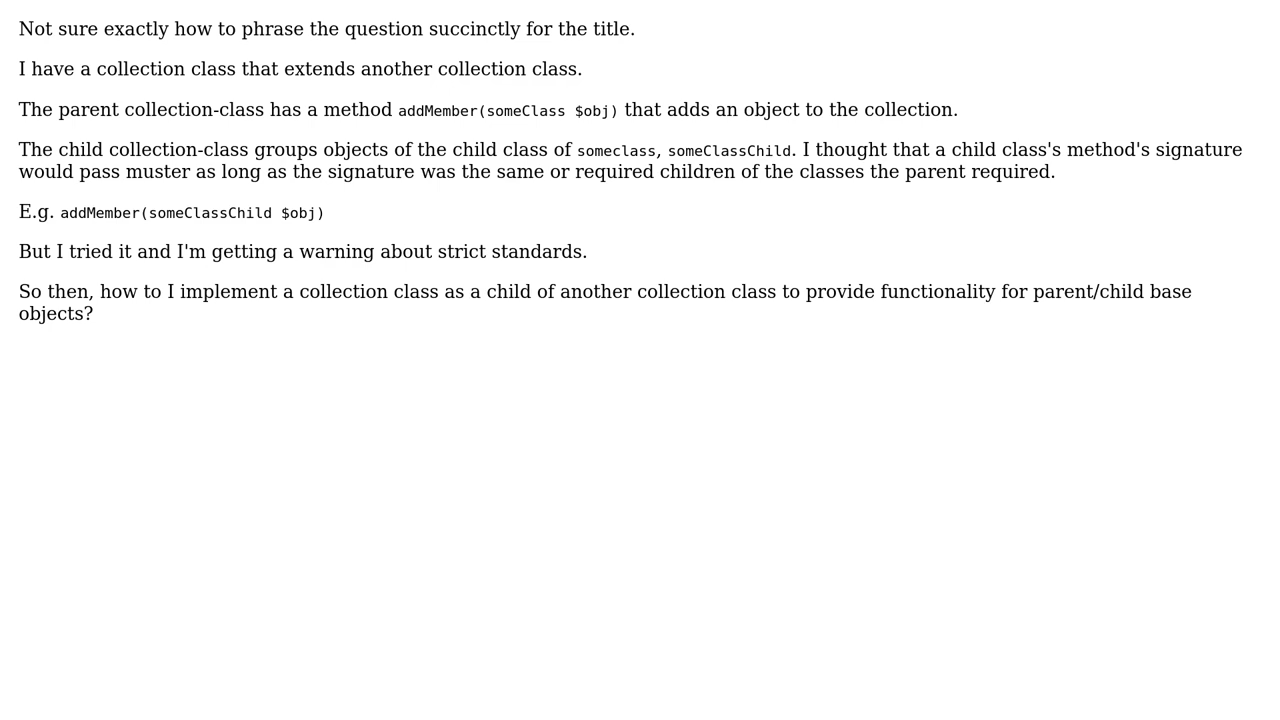 Not sure exactly how to phrase the question succinctly for the title.
I have a collection class that extends another collection class.
The parent collection-class has a method addMember(someClass $obj) that adds an object to the collection.
The child collection-class groups objects of the child class of someclass, someClassChild. I thought that a child class's method's signature
would pass muster as long as the signature was the same or required children of the classes the parent required.
E.g. addMember(someClassChild $obj)
But I tried it and I'm getting a warning about strict standards.
So then, how to I implement a collection class as a child of another collection class to provide functionality for parent/child base
objects?